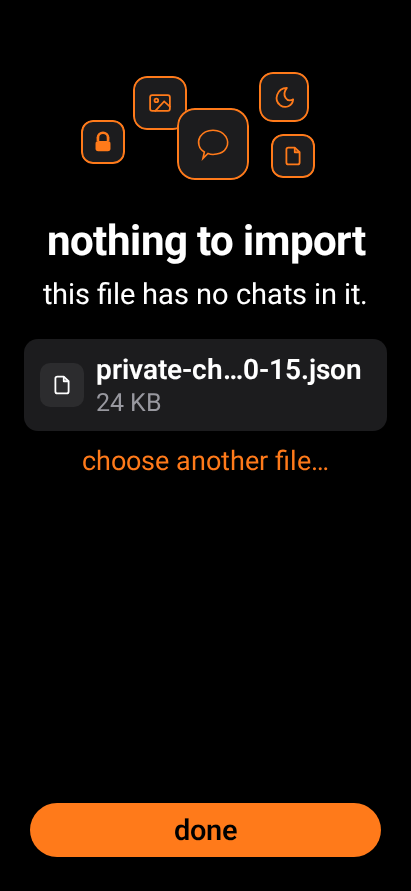 nothing to import
this file has no chats in it.
private-ch…0-15.json
24 KB
choose another file…
done